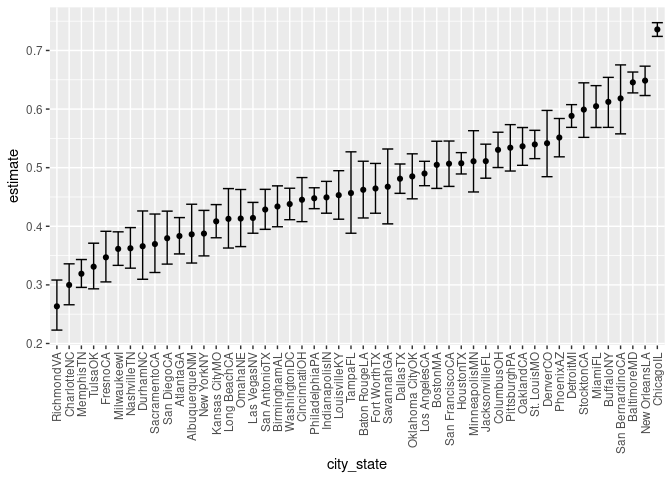 0.7
0.6
0.5
0.4
0.3
0.2
estimate
RichmondVA
CharlotteNC
MemphisTN
TulsaOK
FresnoCA
Milwaukeewl
NashvilleTN
DurhamNC
SacramentoCA
San DiegoCA
AtlantaGA
AlbuquerqueNM
New YorkNY
Kansas CityMO
Long BeachCA
OmahaNE
Las VegasNV
San AntonioTX
BirminghamAL
WashingtonDC
CincinnatiOH
PhiladelphiaPA
IndianapolisIN
LouisvilleKY
TampaFL
Baton RougeLA
Fort WorthTX
SavannahGA
DallasTX
Oklahoma CityOK
Los AngelesCA
BostonMA
San FranciscoCA
HoustonTX
MinneapolisMN
JacksonvilleFL
ColumbusOH
PittsburghPA
OaklandCA
St. LouisMO
DenverCO
PhoenixAZ
DetroitMI
StocktonCA
MiamiFL
BuffaloNY
San BernardinoCA
BaltimoreMD
New OrleansLA
ChicagoIL
city_state